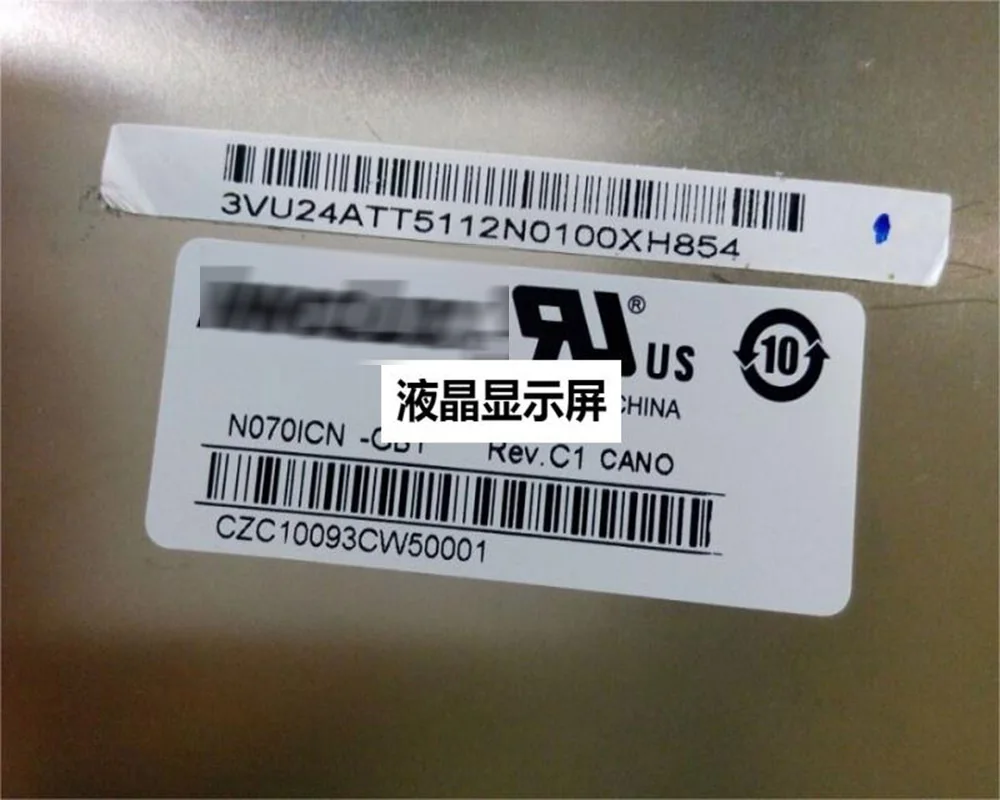 3VU24ATT5112N0100XH854
US
10
液晶显示屏
CHINA
N070ICN Rev.C1 CANO
CZC10093CW50001